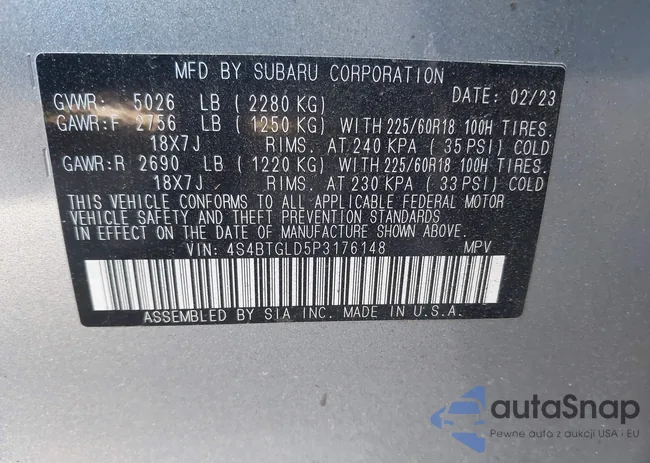 MFD BY SUBARU CORPORATION
GVWR: 5026 LB ( 2280 KG) DATE: 02/23
GAWR:F 2756 LB ( 1250 KG) WITH 225/60R18 100H TIRES.
18X7J RIMS. AT 240 KPA ( 35 PSI) COLD
GAWR:R 2690 LB ( 1220 KG) WITH 225/60R18 100H TIRES.
18X7J RIMS. AT 230 KPA ( 33 PSI) COLD
THIS VEHICLE CONFORMS TO ALL APPLICABLE FEDERAL MOTOR
VEHICLE SAFETY AND THEFT PREVENTION STANDARDS
IN EFFECT ON THE DATE OF MANUFACTURE SHOWN ABOVE.
VIN: 4S4BTGLD5P3176148 MPV
ASSEMBLED BY SIA INC. MADE IN U.S.A.
autaSnap
Pewne auto z aukcji USA i EU